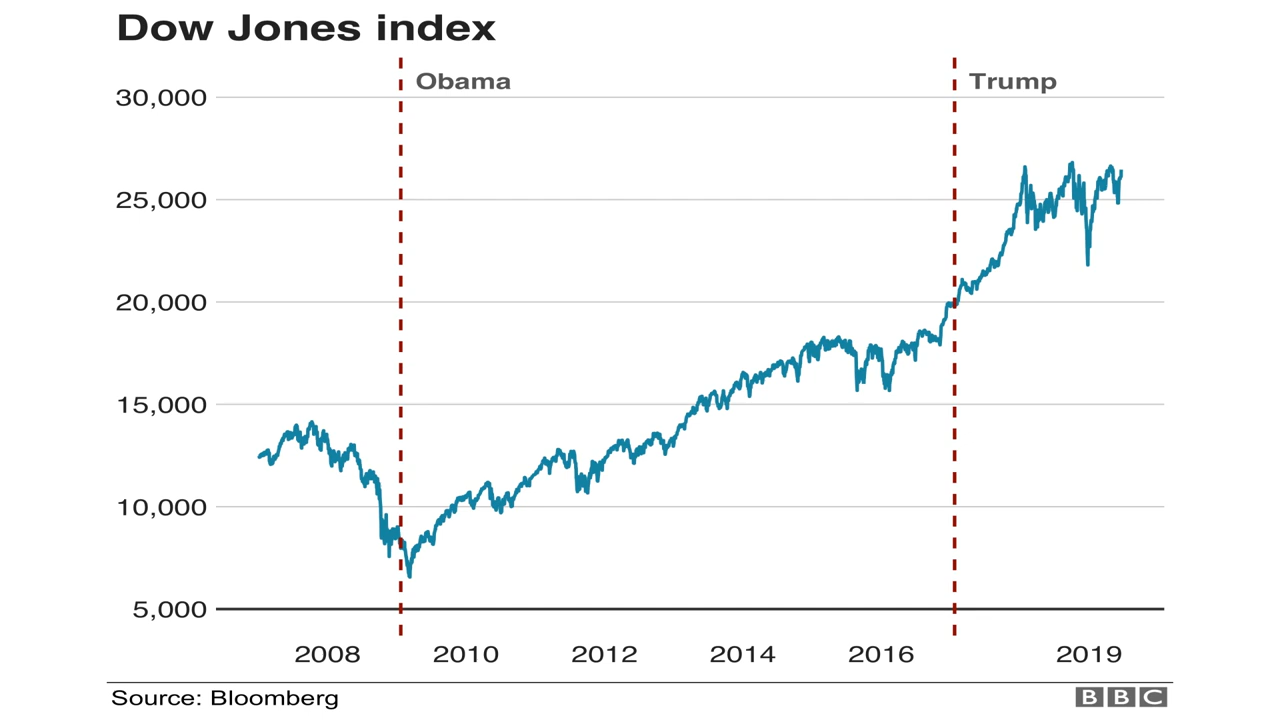 Dow Jones index
Obama
Trump
30,000
25,000
20,000
15,000
10,000
5,000
2008 2010 2012 2014 2016 2019
Source: Bloomberg
BBC